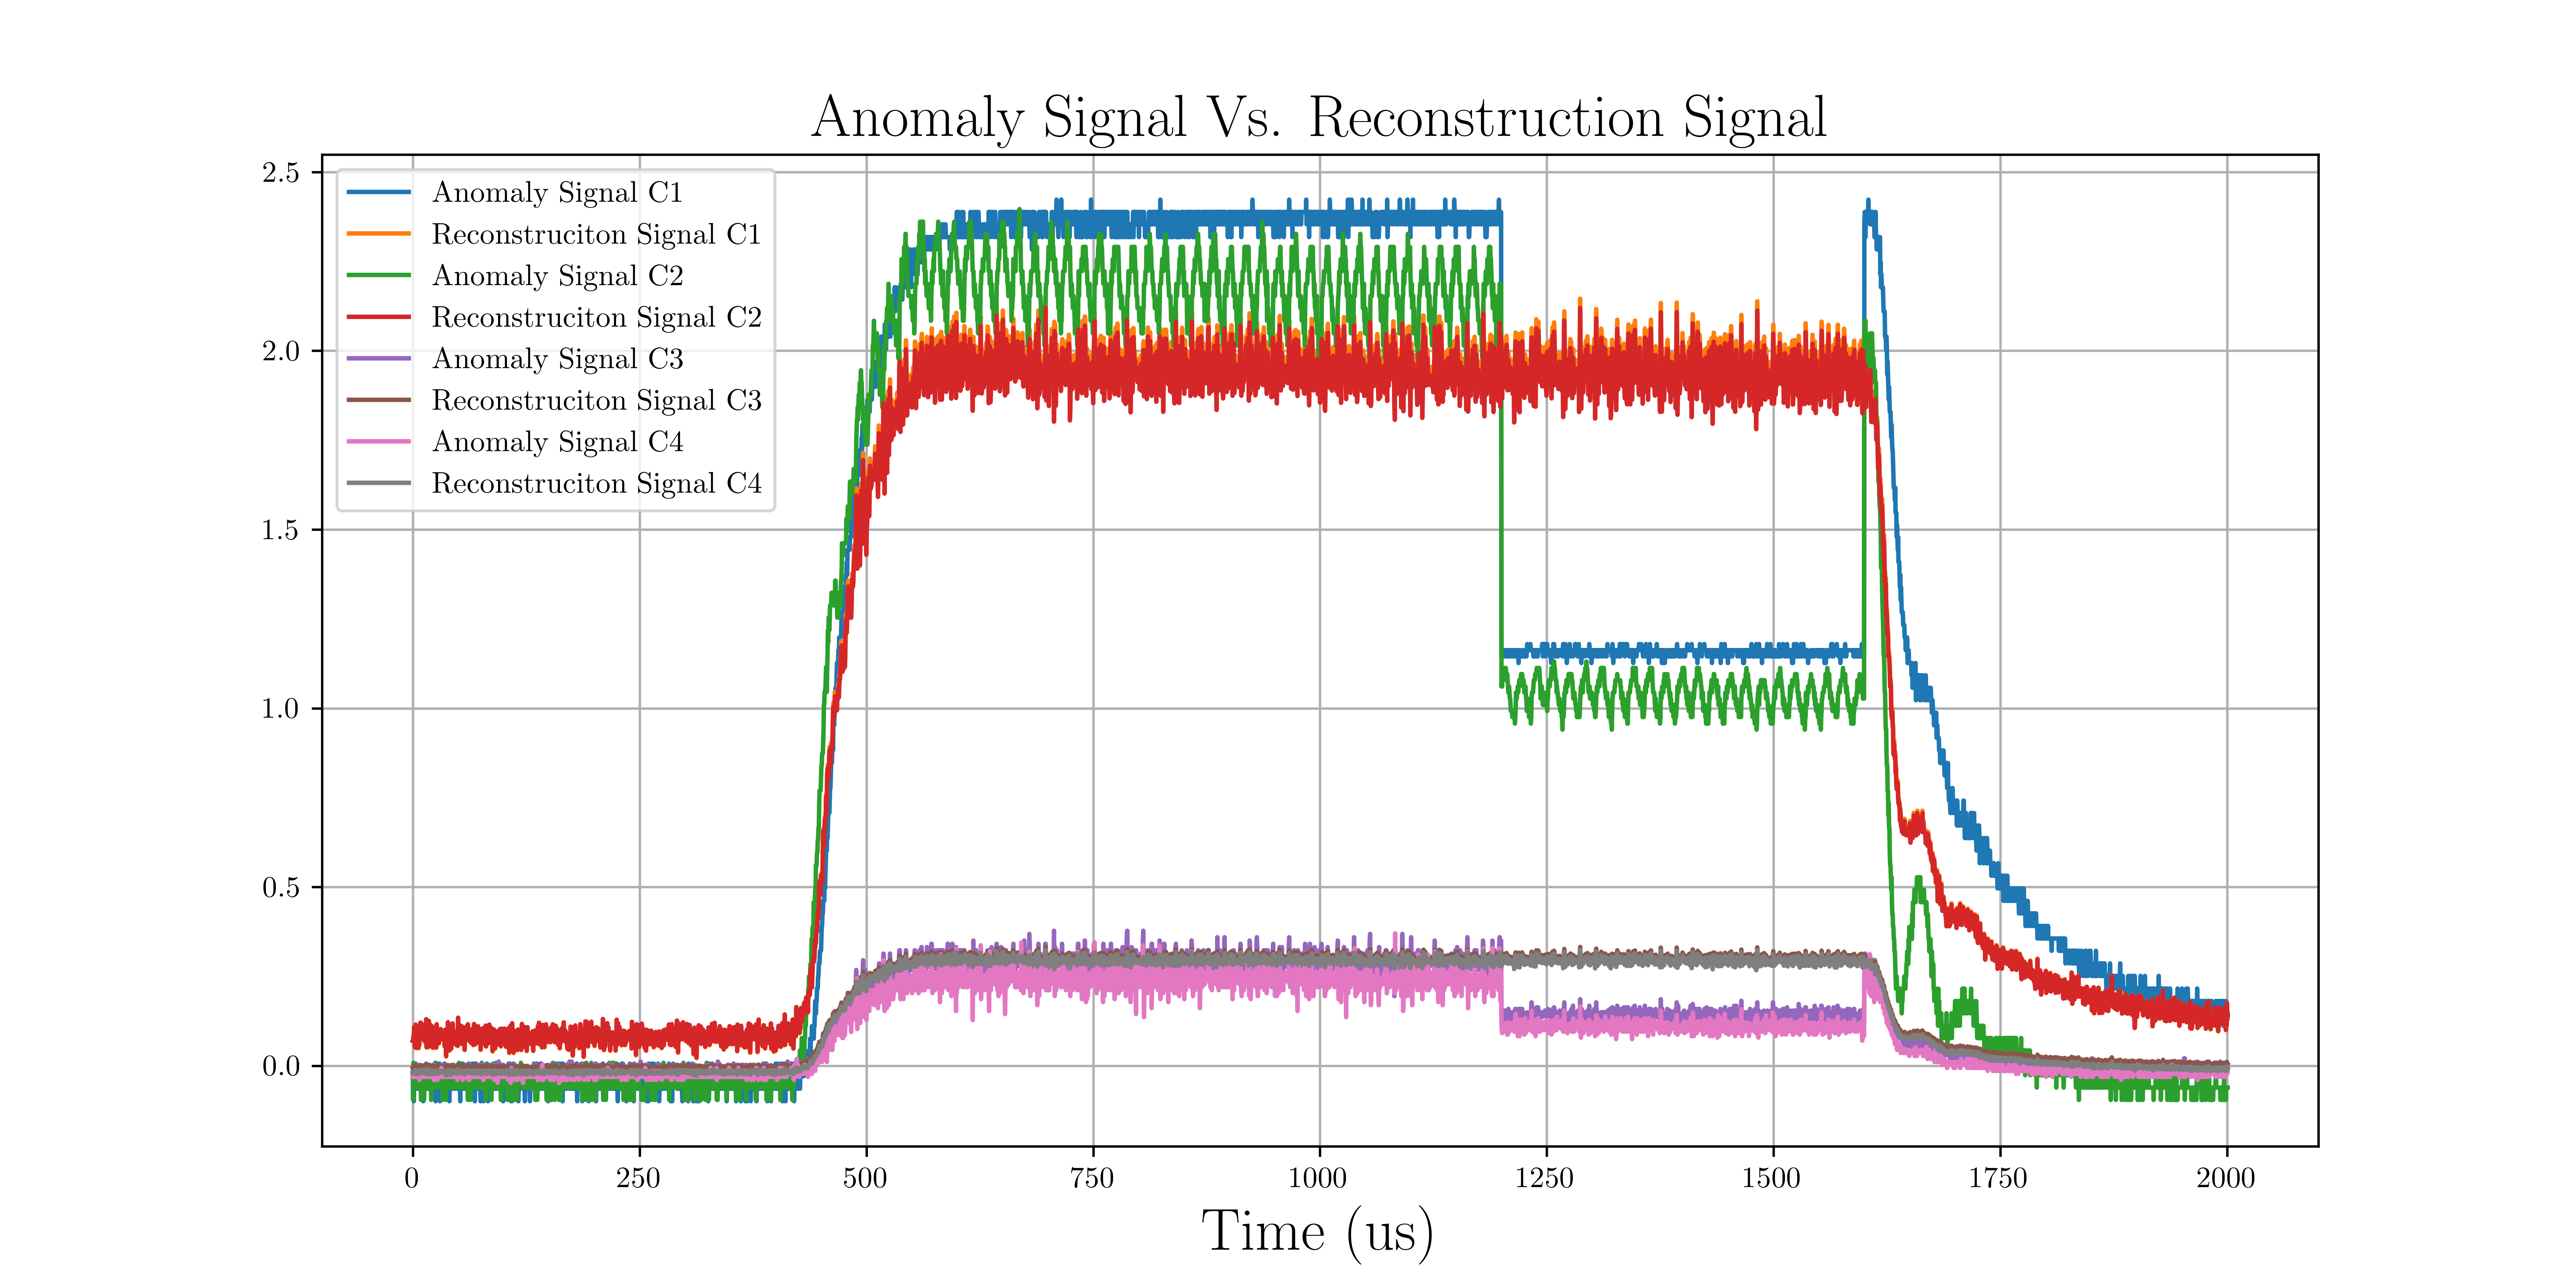 Anomaly Signal Vs. Reconstruction Signal
2.5
2.0
1.5
1.0
0.5
0.0
Anomaly Signal C1
Reconstruciton Signal C1
Anomaly Signal C2
Reconstruciton Signal C2
Anomaly Signal C3
Reconstruciton Signal C3
Anomaly Signal C4
Reconstruciton Signal C4
0 250 500 750 1000 1250 1500 1750 2000
Time (us)